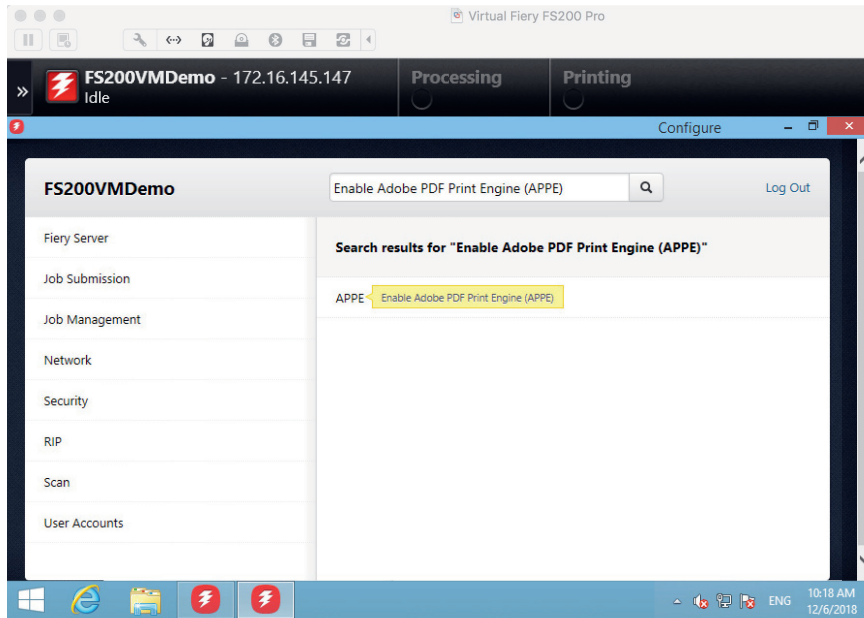 Virtual Fiery FS200 Pro
FS200VMDemo - 172.16.145.147
Idle
Processing
Printing
Configure
FS200VMDemo
Enable Adobe PDF Print Engine (APPE)
Log Out
Fiery Server
Job Submission
Job Management
Network
Security
RIP
Scan
User Accounts
Search results for "Enable Adobe PDF Print Engine (APPE)"
APPE Enable Adobe PDF Print Engine (APPE)
ENG
10:18 AM
12/6/2018